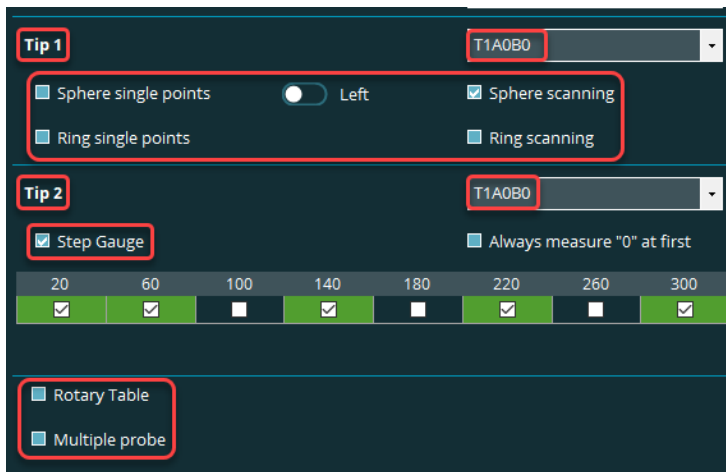 Tip 1 T1A0B0
Sphere single points Left Sphere scanning
Ring single points Ring scanning
Tip 2 T1A0B0
Step Gauge Always measure "0" at first
20 60 100 140 180 220 260 300
Rotary Table
Multiple probe